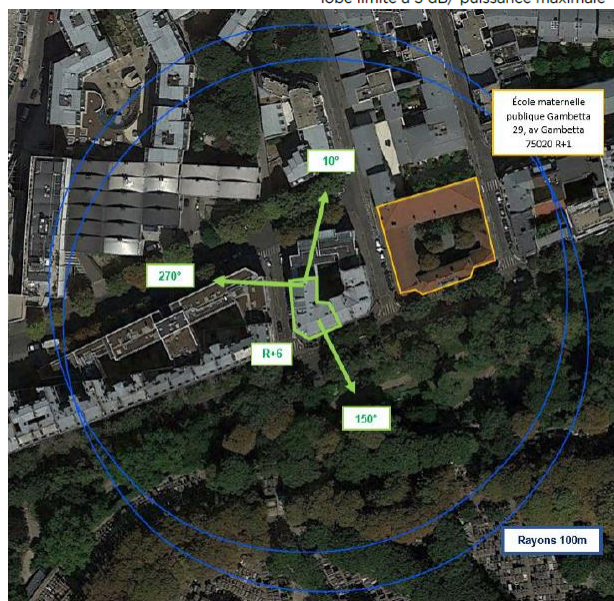 lobe limité à 3 dB/ puissance maximale
École maternelle
publique Gambetta
29, av Gambetta
75020 R+1
10°
270°
R+6
150°
Rayons 100m